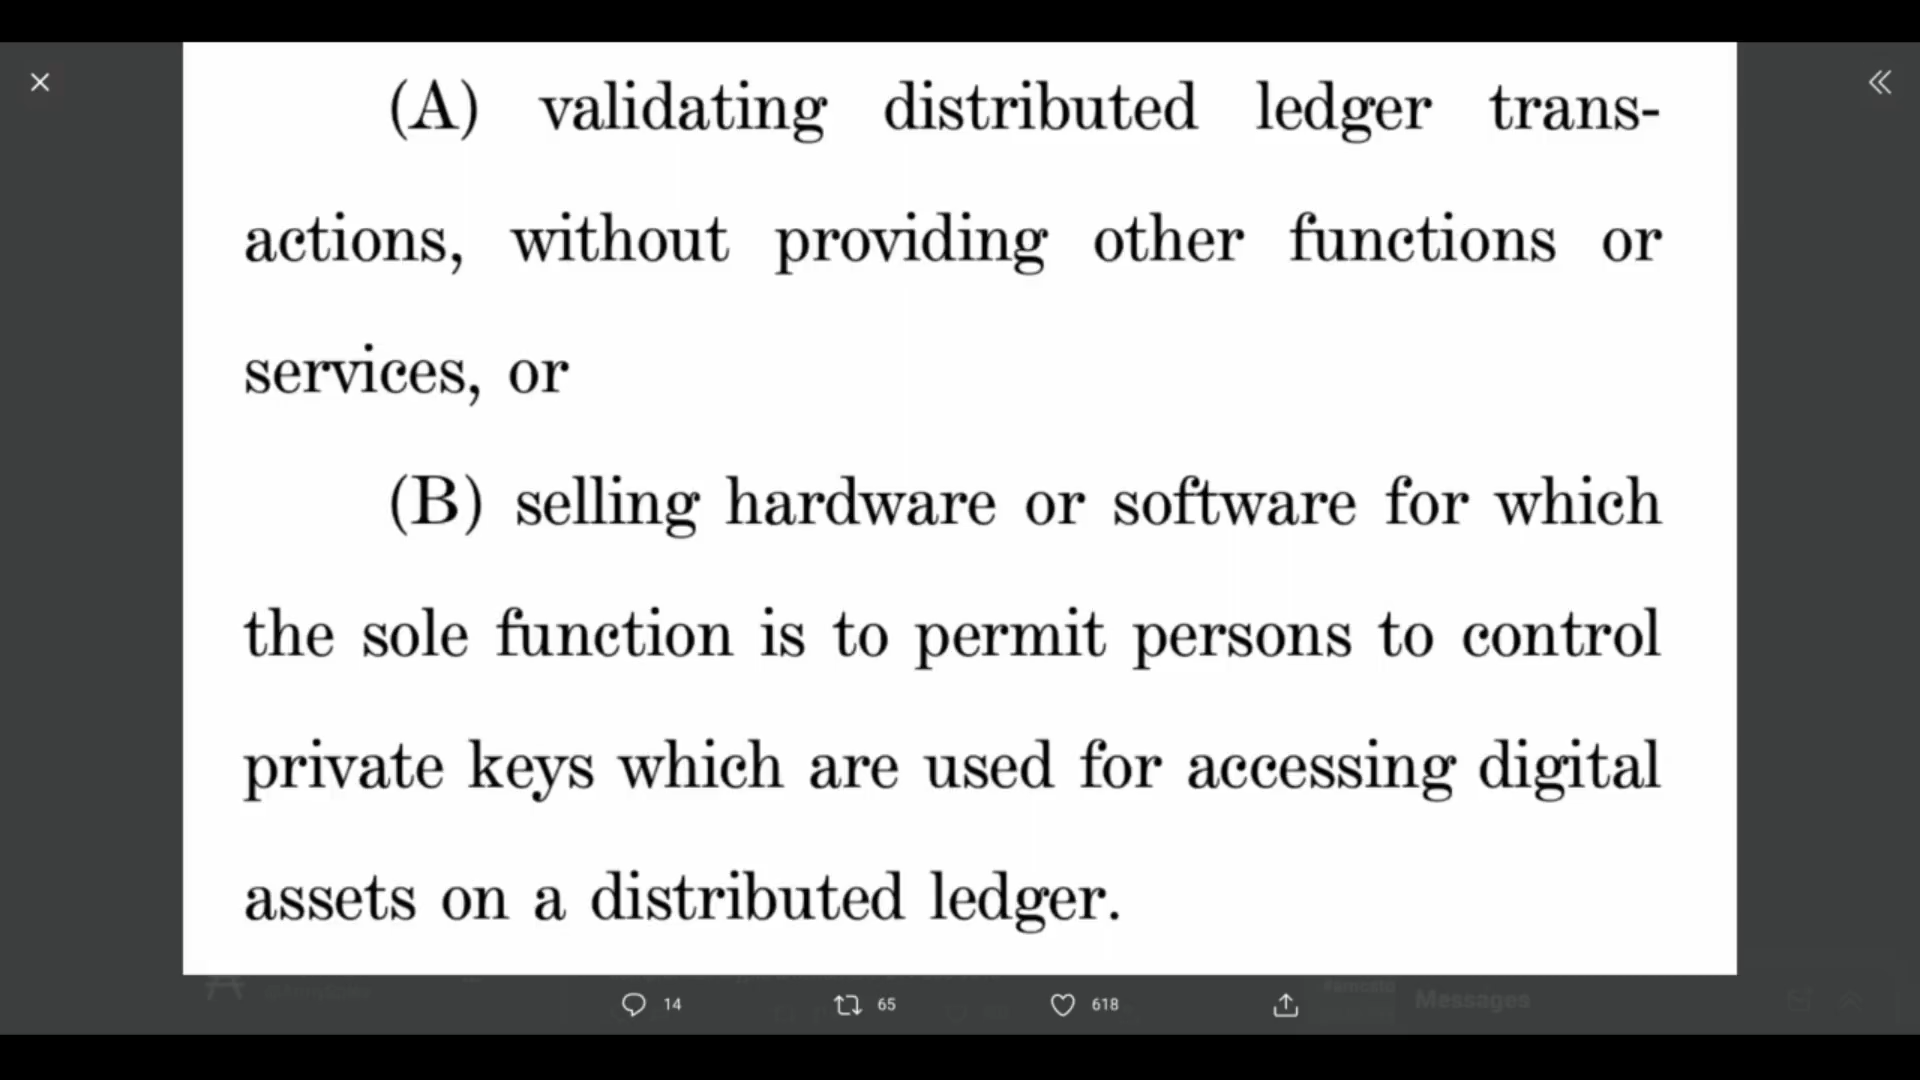 (A) validating distributed ledger trans-
actions, without providing other functions or
services, or
(B) selling hardware or software for which
the sole function is to permit persons to control
private keys which are used for accessing digital
assets on a distributed ledger.
14 65 618
Messages